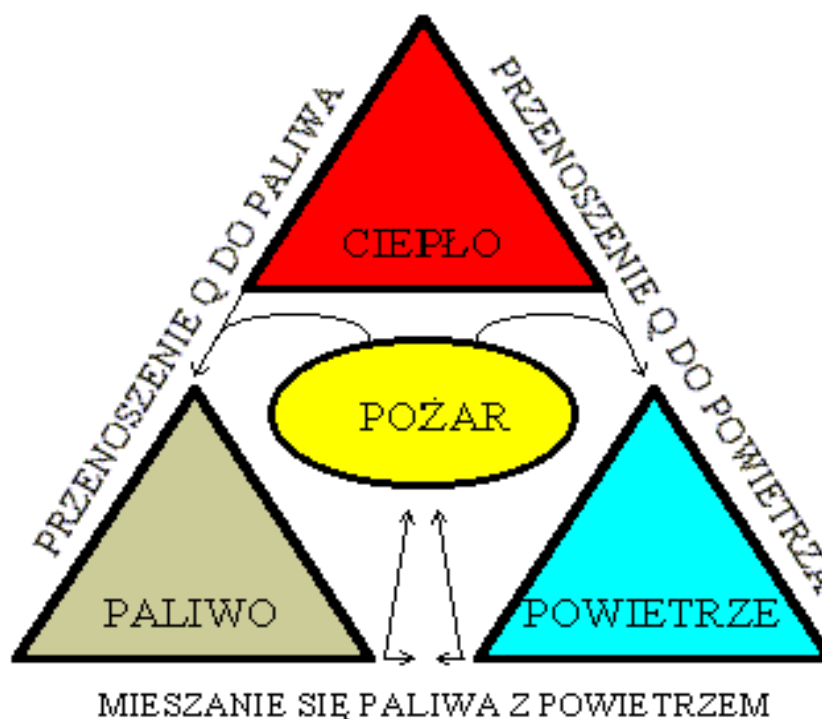 PRZENOSZENIE Q DO PALIWA
PRZENOSZENIE Q DO POWIETRZA
CIEPŁO
POŻAR
PALIWO
POWIETRZE
MIESZANIE SIĘ PALIWA Z POWIETRZEM